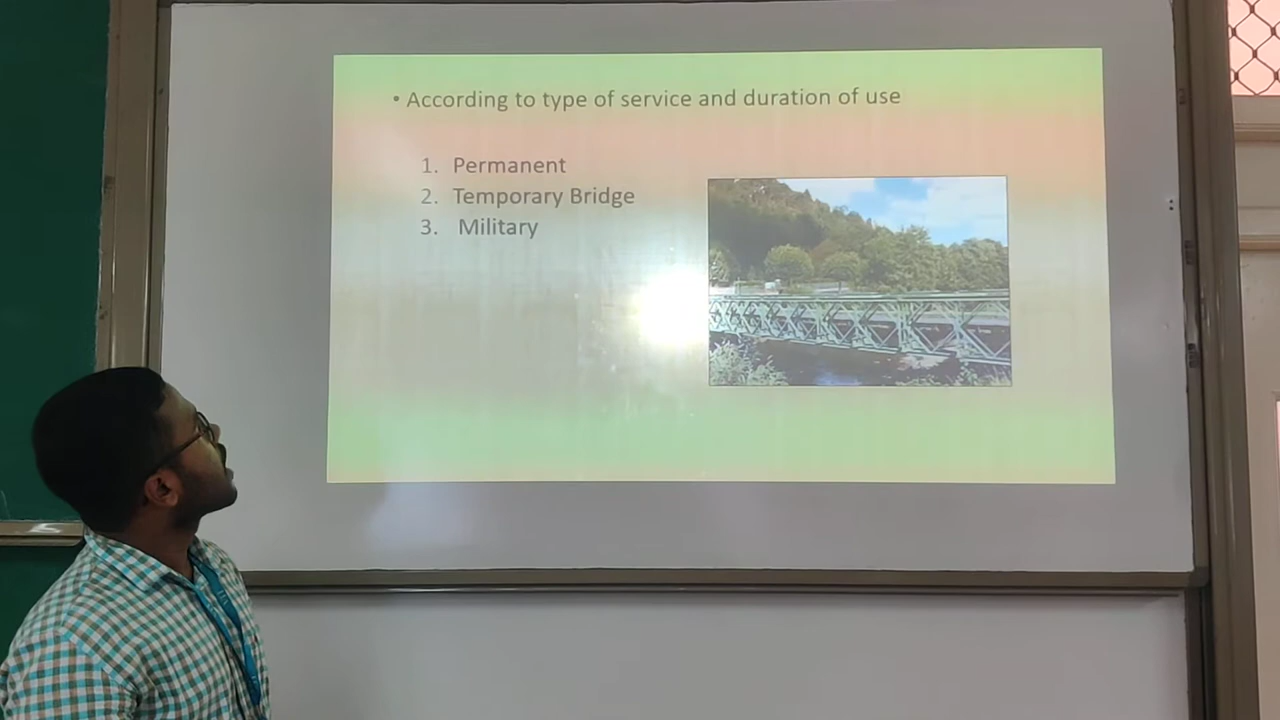 • According to type of service and duration of use
1. Permanent
2. Temporary Bridge
3. Military